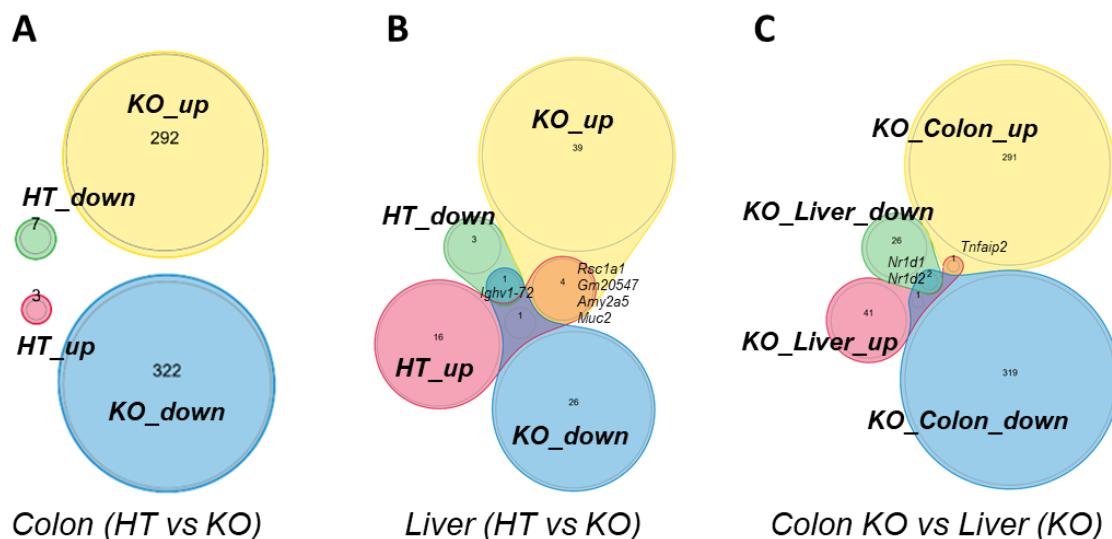 A
KO_up
292
HT_down
7
3
HT_up
322
KO_down
Colon (HT vs KO)
B
KO_up
39
HT_down
3
1
Ighv1-72
4
Rsc1a1
Gm20547
Amy2a5
Muc2
1
16
HT_up
26
KO_down
Liver (HT vs KO)
C
KO_Colon_up
291
KO_Liver_down
26
1
Tnfaip2
Nr1d1
Nr1d2
2
1
41
KO_Liver_up
319
KO_Colon_down
Colon KO vs Liver (KO)